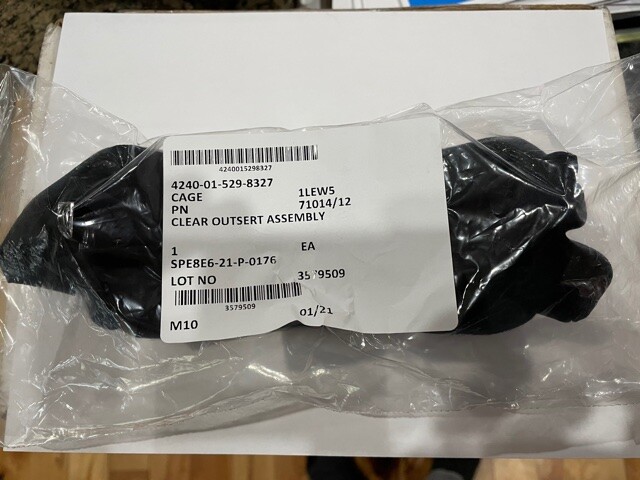 4240015298327
4240-01-529-8327
CAGE 1LEW5
PN 71014/12
CLEAR OUTSERT ASSEMBLY
1 EA
SPE8E6-21-P-0176
LOT NO 3579509
3579509
M10 01/21